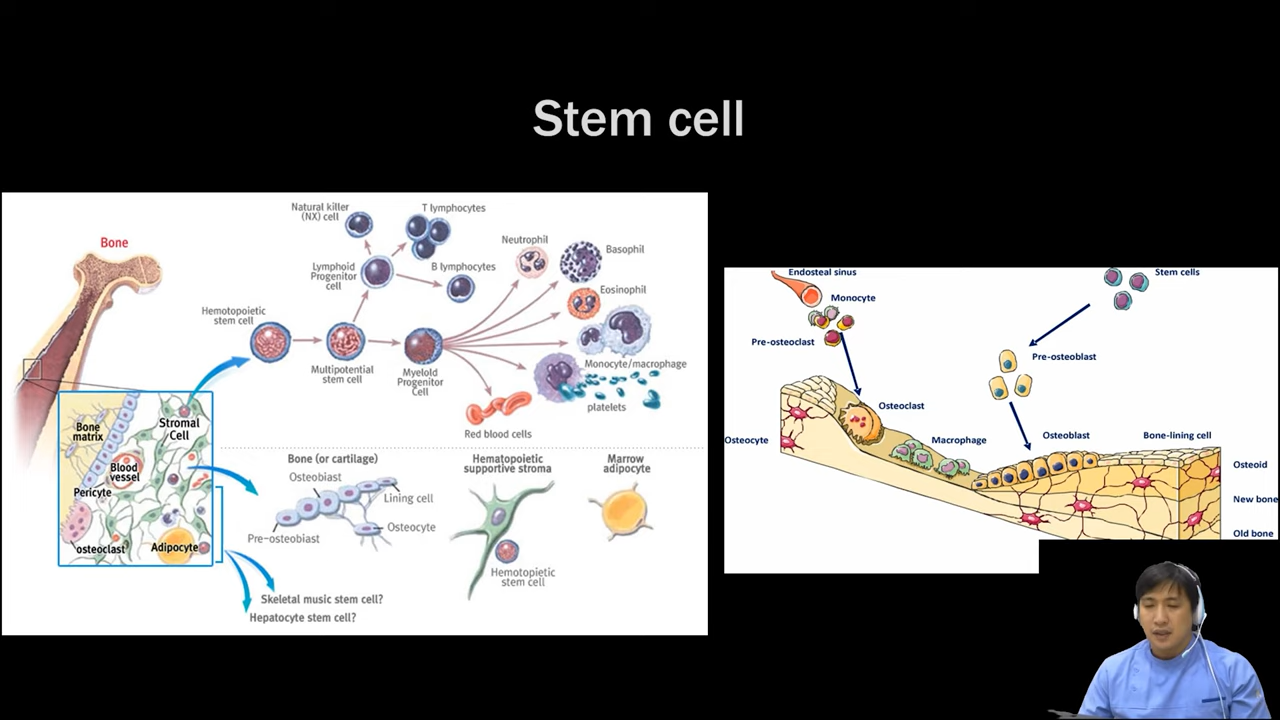 Stem cell
Bone
Natural killer
(NX) cell
T lymphocytes
Lymphoid
Progenitor
cell
B lymphocytes
Neutrophil
Basophil
Eosinophil
Hemotopoietic
stem cell
Multipotential
stem cell
Myelold
Progenitor
Cell
Monocyte/macrophage
platelets
Red blood cells
Bone
matrix
Stromal
Cell
Blood
vessel
Pericyte
osteoclast
Adipocyte
Bone (or cartilage)
Osteobiast
Lining cell
Pre-osteobiast
Osteocyte
Hematopoietic
supportive stroma
Hemotopietic
stem cell
Marrow
adipocyte
Skeletal music stem cell?
Hepatocyte stem cell?
Endosteal sinus
Monocyte
Pre-osteoclast
Osteoclast
Macrophage
Osteocyte
Stem cells
Pre-osteoblast
Osteoblast
Bone-lining cell
Osteoid
New bone
Old bone